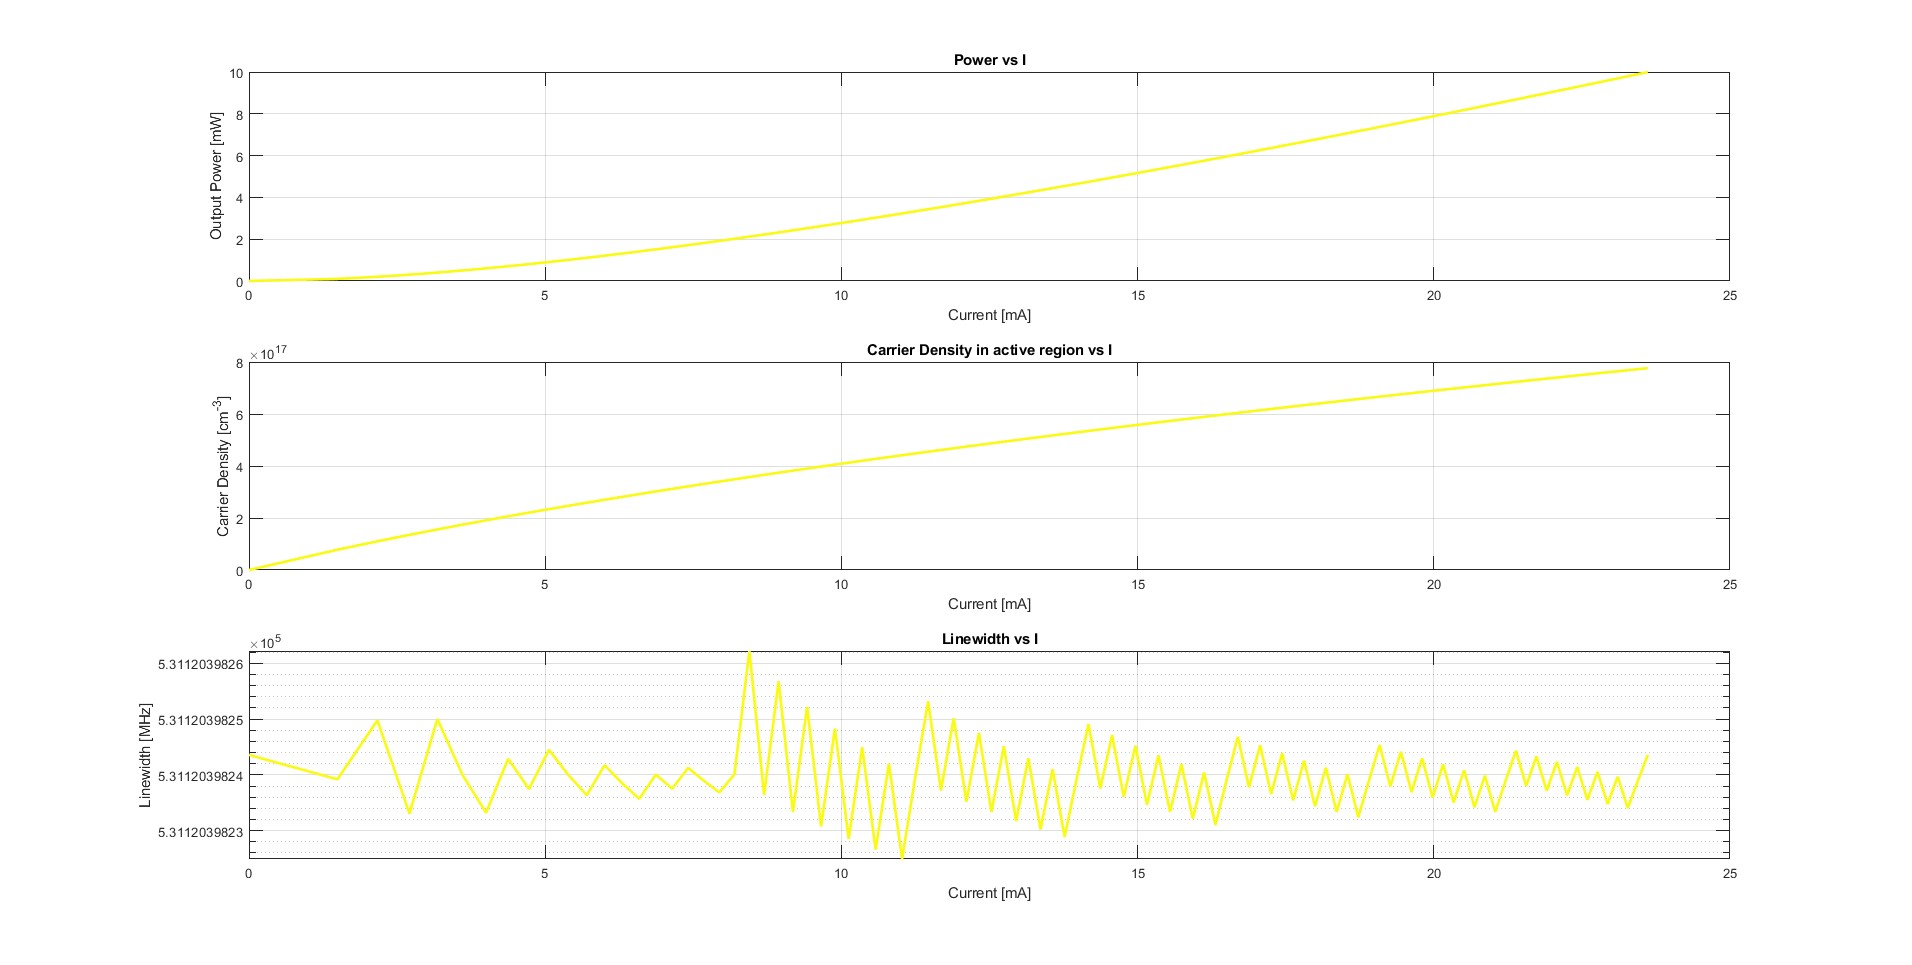 Power vs I
Output Power [mW]
10
8
6
4
2
0
0 5 10 15 20 25
Current [mA]
Carrier Density in active region vs I
×10^17
Carrier Density [cm^-3]
8
6
4
2
0
0 5 10 15 20 25
Current [mA]
Linewidth vs I
×10^5
Linewidth [MHz]
5.3112039826
5.3112039825
5.3112039824
5.3112039823
0 5 10 15 20 25
Current [mA]